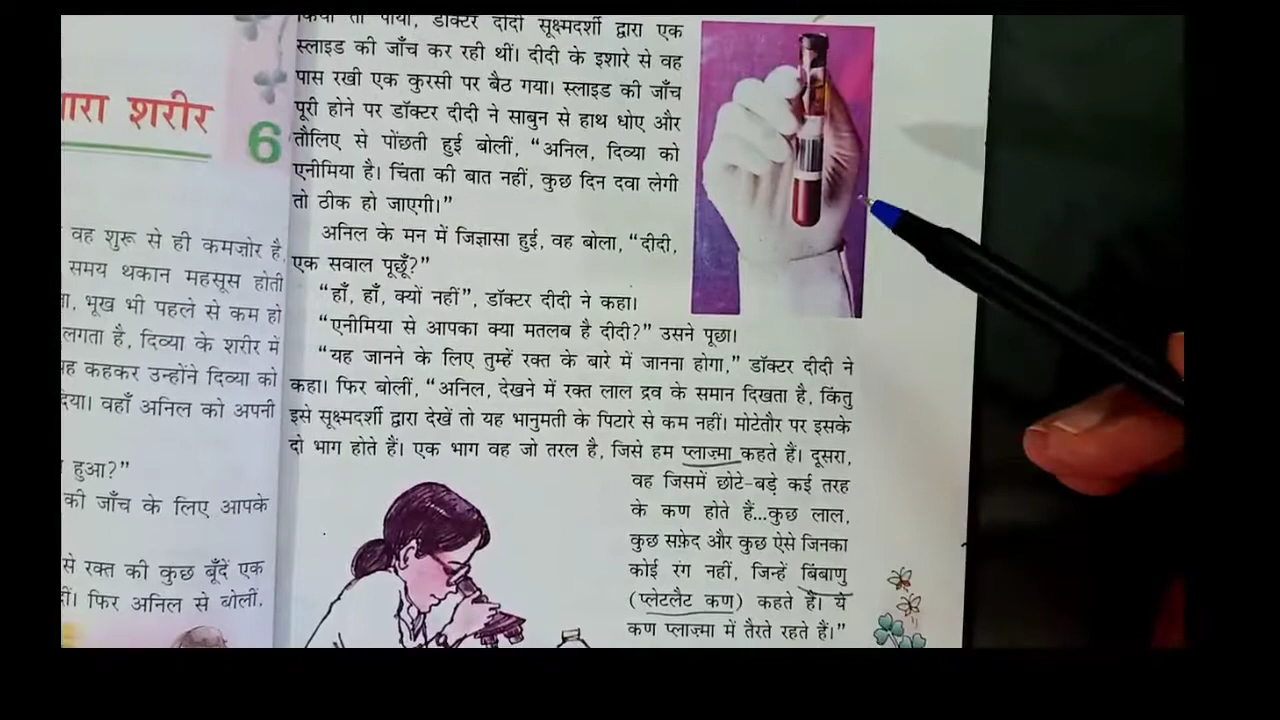 शरीर
6
वह शुरू से ही कमज़ोर है,
समय थकान महसूस होती
भूख भी पहले से कम हो
लगता है, दिव्या के शरीर में
कहकर उन्होंने दिव्या को
दिया। वहाँ अनिल को अपनी
हुआ?”
की जाँच के लिए आपके
से रक्त की कुछ बूँदें एक
फिर अनिल से बोलीं,
किया तो पाया, डॉक्टर दीदी सूक्ष्मदर्शी द्वारा एक
स्लाइड की जाँच कर रही थीं। दीदी के इशारे से वह
पास रखी एक कुरसी पर बैठ गया। स्लाइड की जाँच
पूरी होने पर डॉक्टर दीदी ने साबुन से हाथ धोए और
तौलिए से पोंछती हुई बोलीं, “अनिल, दिव्या को
एनीमिया है। चिंता की बात नहीं, कुछ दिन दवा लेगी
तो ठीक हो जाएगी।”
अनिल के मन में जिज्ञासा हुई, वह बोला, “दीदी,
एक सवाल पूछूँ?”
“हाँ, हाँ, क्यों नहीं”, डॉक्टर दीदी ने कहा।
“एनीमिया से आपका क्या मतलब है दीदी?” उसने पूछा।
“यह जानने के लिए तुम्हें रक्त के बारे में जानना होगा,” डॉक्टर दीदी ने
कहा। फिर बोलीं, “अनिल, देखने में रक्त लाल द्रव के समान दिखता है, किंतु
इसे सूक्ष्मदर्शी द्वारा देखें तो यह भानुमती के पिटारे से कम नहीं। मोटेतौर पर इसके
दो भाग होते हैं। एक भाग वह जो तरल है, जिसे हम प्लाज़्मा कहते हैं। दूसरा,
वह जिसमें छोटे-बड़े कई तरह
के कण होते हैं...कुछ लाल,
कुछ सफ़ेद और कुछ ऐसे जिनका
कोई रंग नहीं, जिन्हें बिंबाणु
(प्लेटलैट कण) कहते हैं। ये
कण प्लाज़्मा में तैरते रहते हैं।”